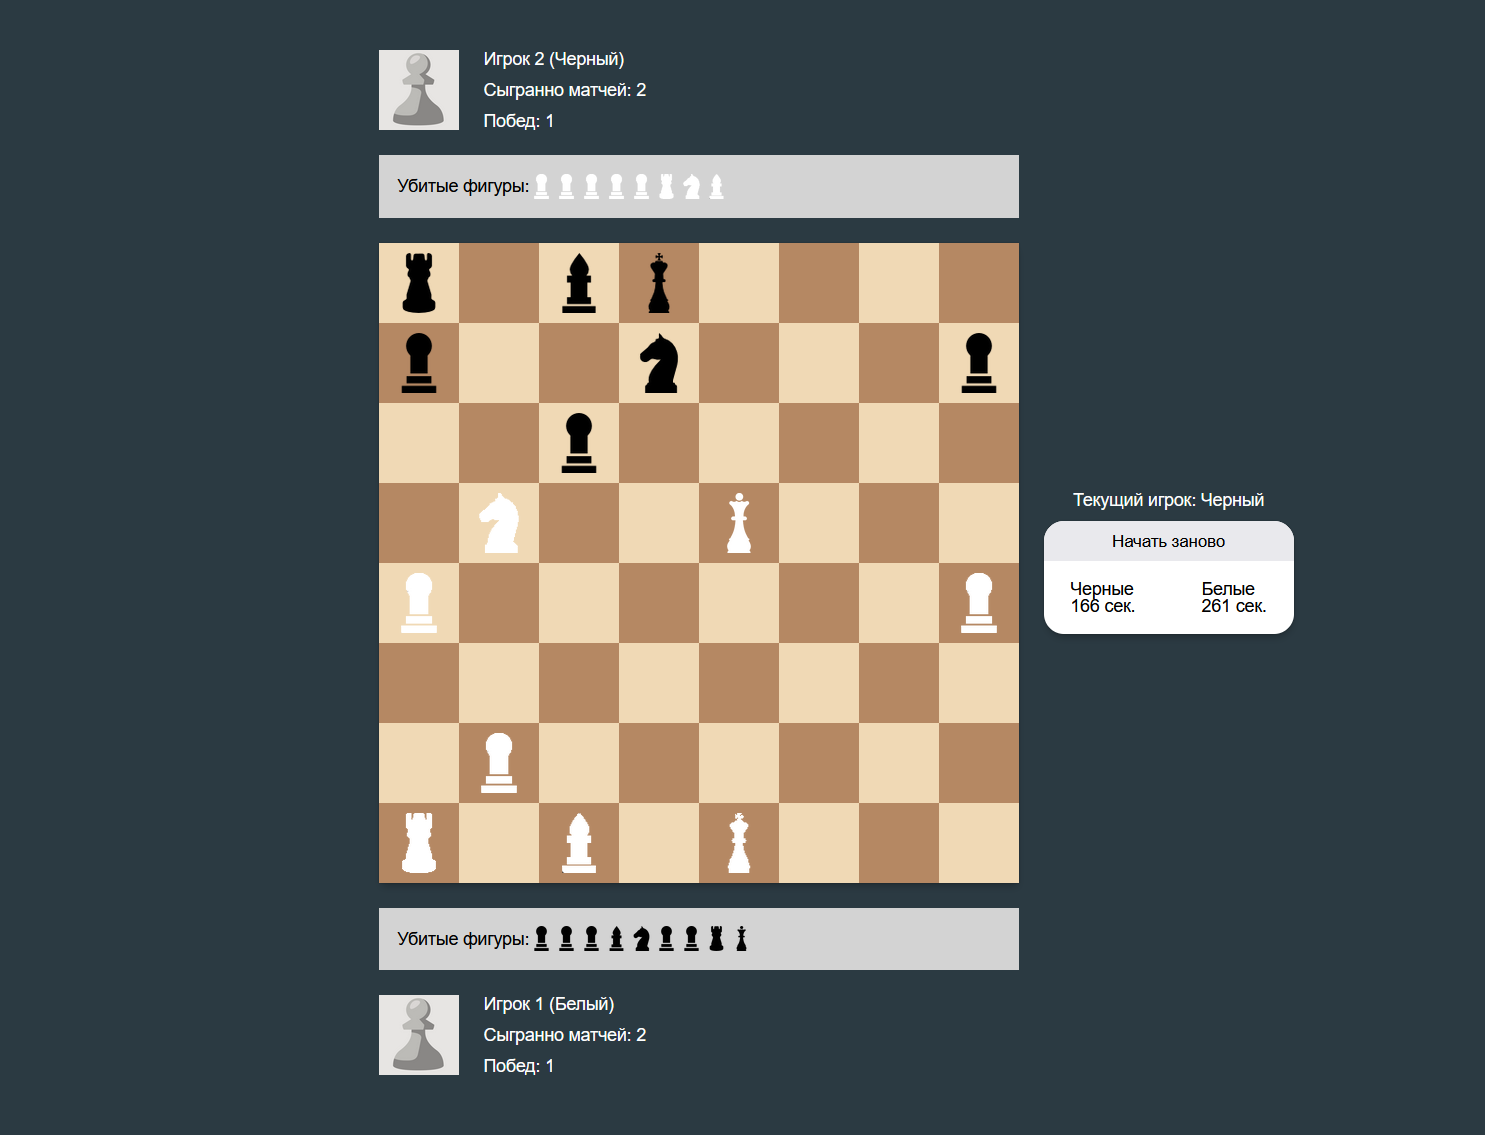 Игрок 2 (Черный)
Сыгранно матчей: 2
Побед: 1
Убитые фигуры:
Текущий игрок: Черный
Начать заново
Черные Белые
166 сек. 261 сек.
Убитые фигуры:
Игрок 1 (Белый)
Сыгранно матчей: 2
Побед: 1